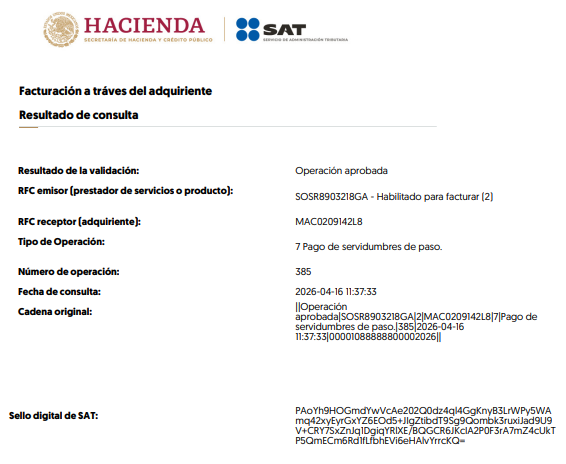 HACIENDA
SECRETARÍA DE HACIENDA Y CRÉDITO PÚBLICO
SAT
SERVICIO DE ADMINISTRACIÓN TRIBUTARIA
Facturación a tráves del adquiriente
Resultado de consulta
Resultado de la validación: Operación aprobada
RFC emisor (prestador de servicios o producto): SOSR8903218GA - Habilitado para facturar (2)
RFC receptor (adquiriente): MAC0209142L8
Tipo de Operación: 7 Pago de servidumbres de paso.
Número de operación: 385
Fecha de consulta: 2026-04-16 11:37:33
Cadena original: ||Operación
aprobada|SOSR8903218GA|2|MAC0209142L8|7|Pago de
servidumbres de paso.|385|2026-04-16
11:37:33|00001088888800002026||
Sello digital de SAT: PAoYh9HOGmdYwVcAe202Q0dz4qI4GgKnyB3LrWPy5WA
mq42xyEyrGxYZ6EOd5+JIgZtibdT9Sg9Qombk3ruxiJad9U9
V+CRY7SxZnJq1DgiqYRIXE/BQGCR6JKcIA2P0F3rA7mZ4cUkT
P5QmECm6Rd1fLfbhEVi6eHAlvYrrcKQ=